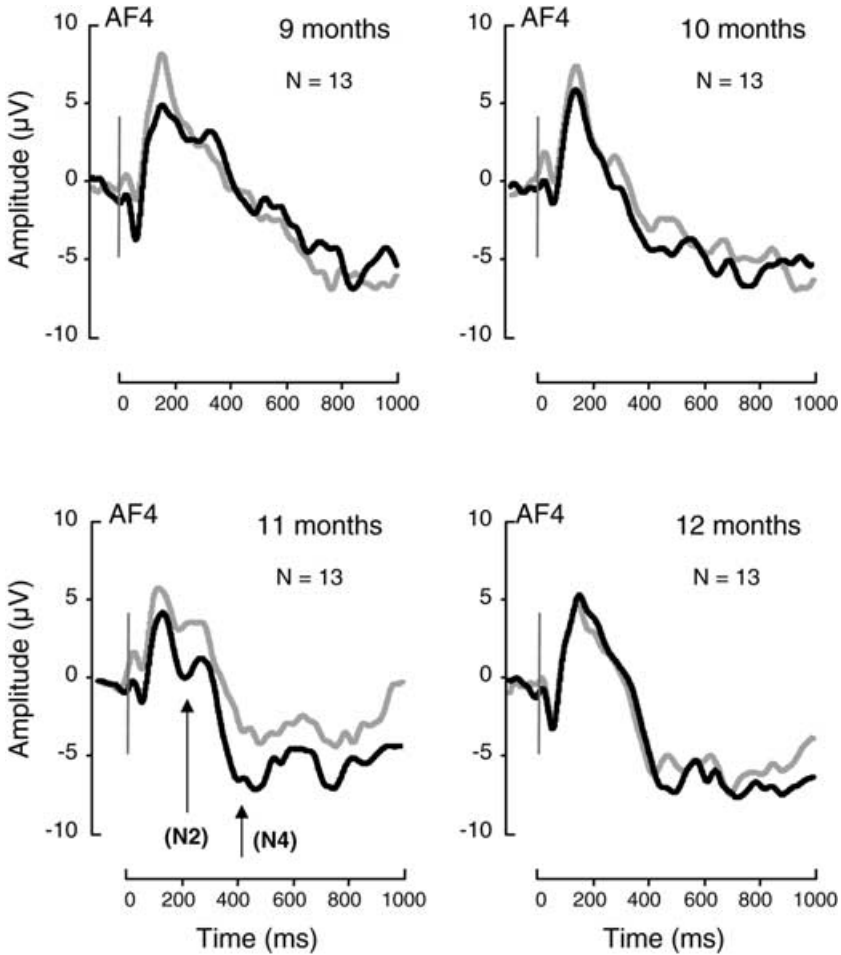 10
AF4
9 months
N = 13
5
0
-5
-10
Amplitude (µV)
0 200 400 600 800 1000
10
AF4
10 months
N = 13
5
0
-5
-10
0 200 400 600 800 1000
10
AF4
11 months
N = 13
5
0
-5
-10
Amplitude (µV)
(N2)
(N4)
0 200 400 600 800 1000
Time (ms)
10
AF4
12 months
N = 13
5
0
-5
-10
0 200 400 600 800 1000
Time (ms)